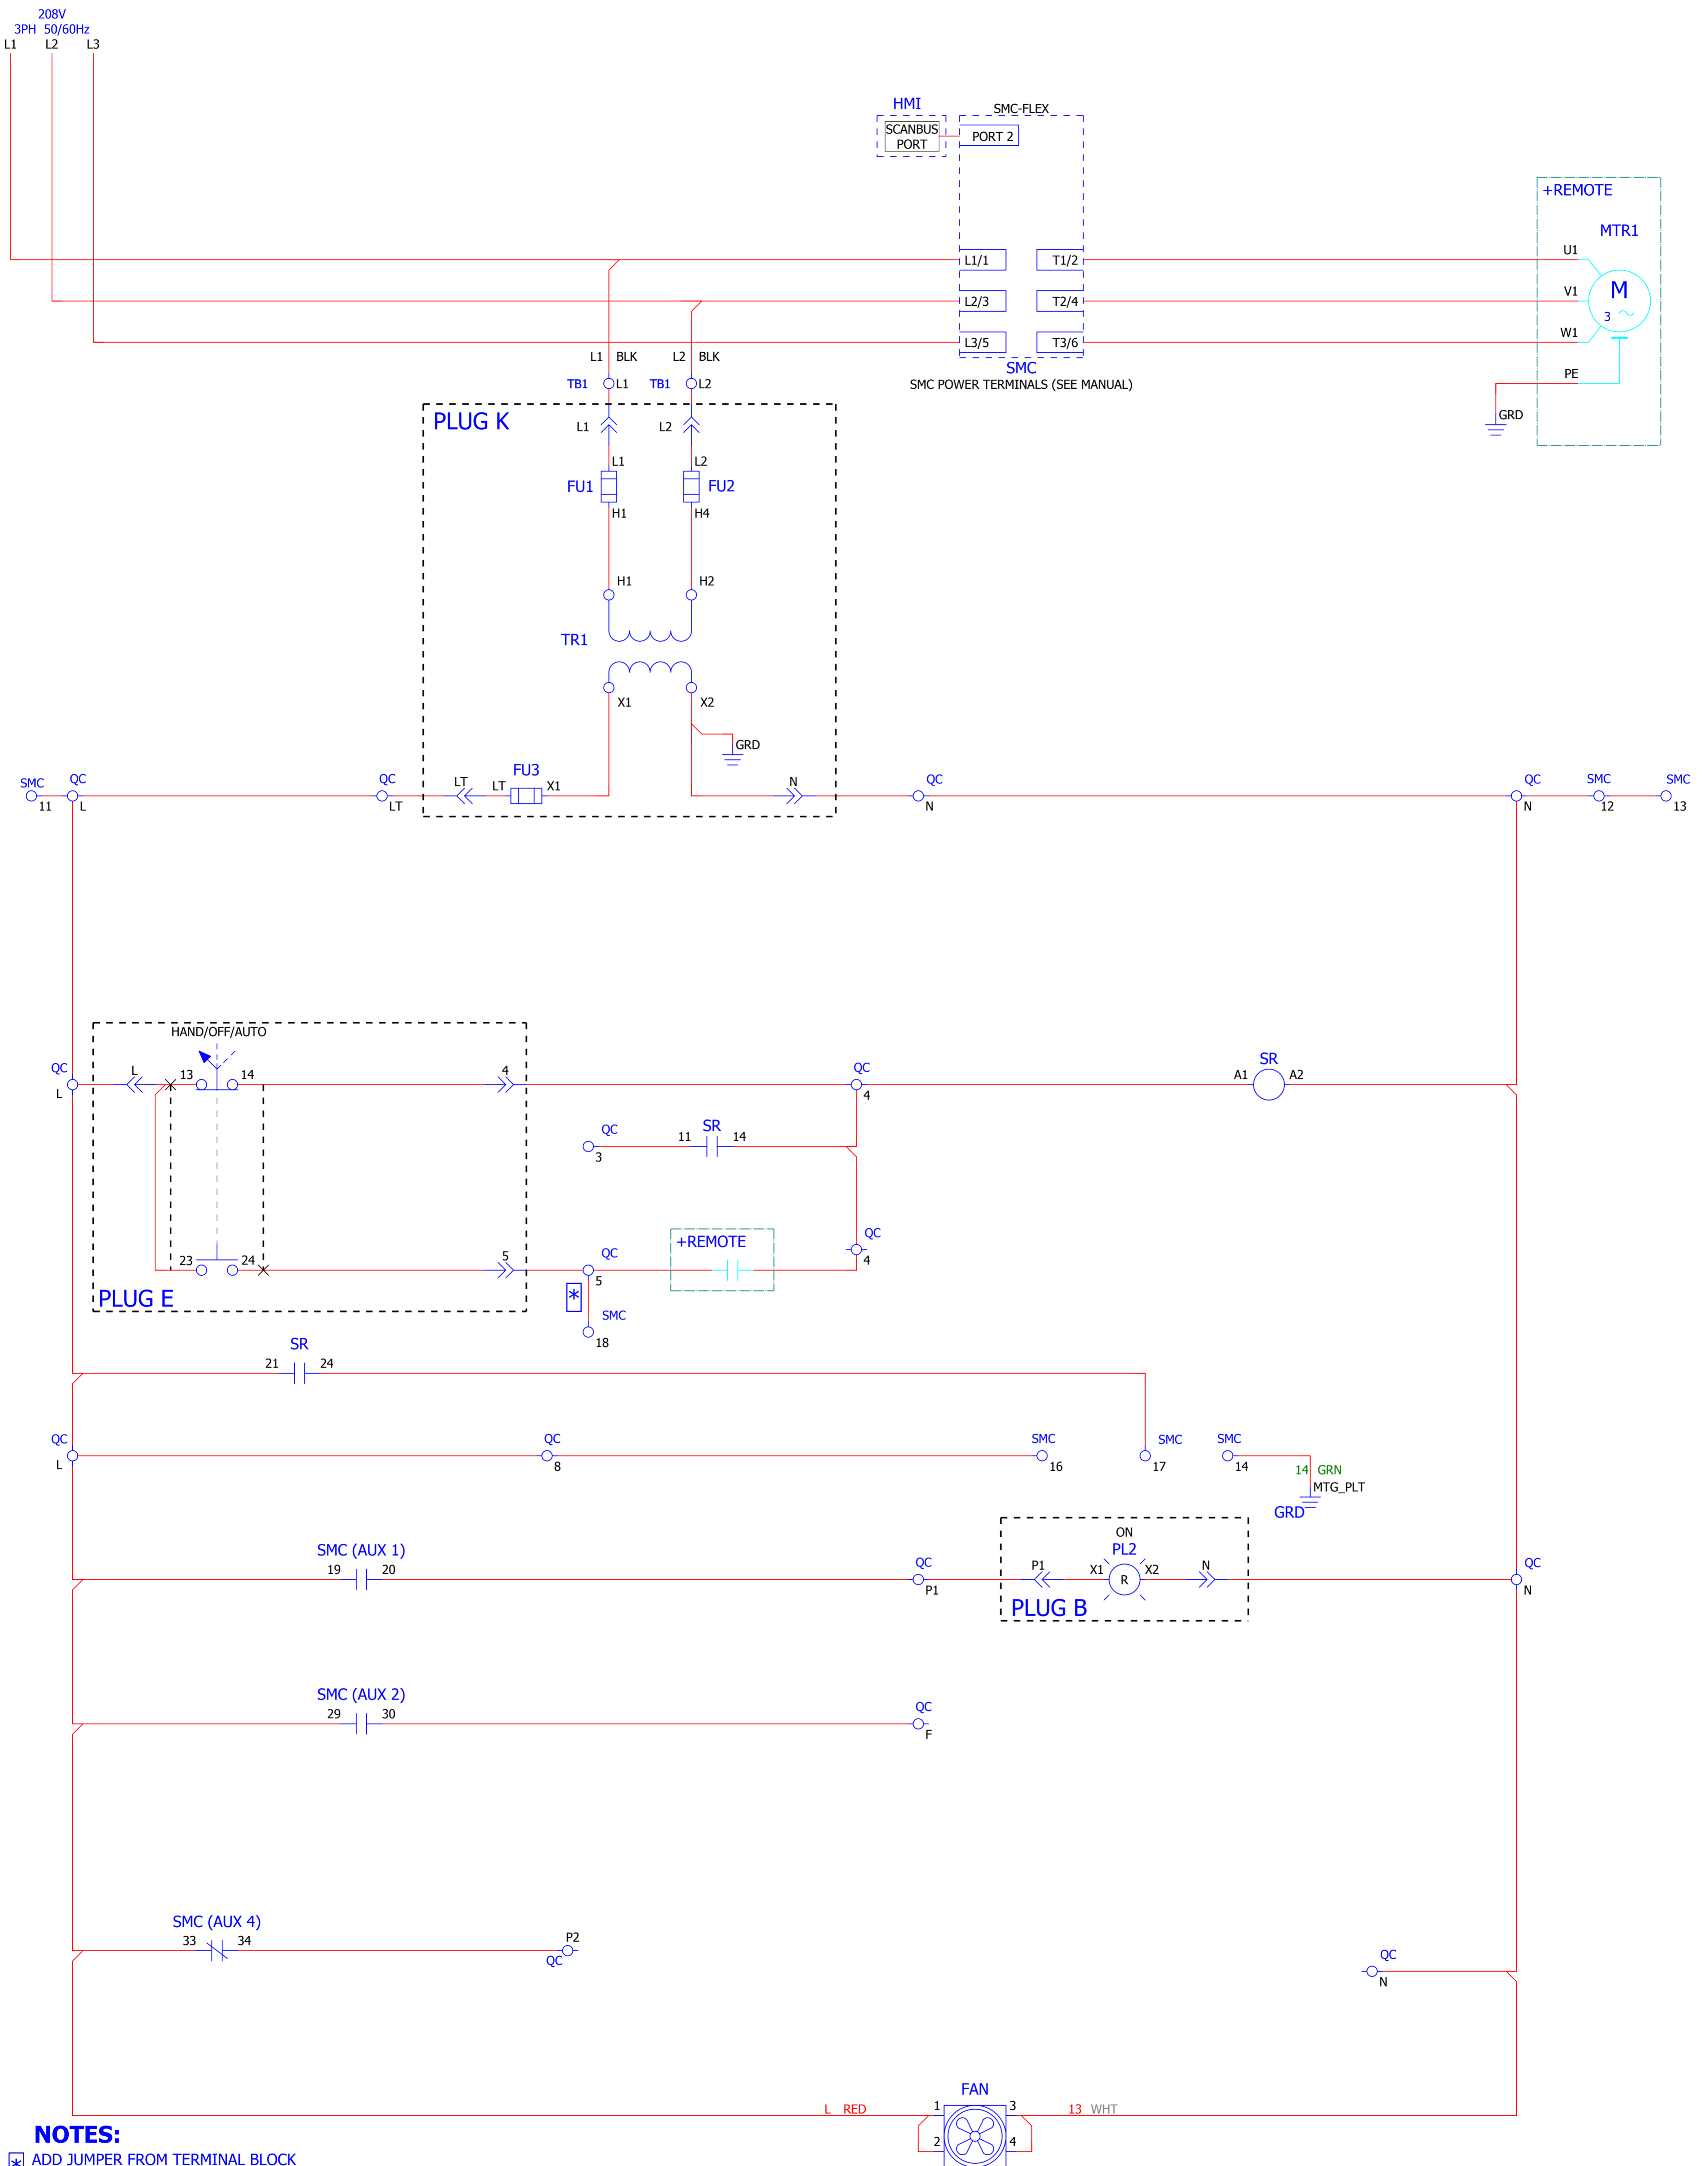 208V
3PH 50/60Hz
L1 L2 L3
HMI
SCANBUS
PORT
SMC-FLEX
PORT 2
+REMOTE
MTR1
L1/1 T1/2 U1
L2/3 T2/4 V1
M
3
L3/5 T3/6 W1
SMC
SMC POWER TERMINALS (SEE MANUAL)
PE
GRD
L1 BLK L2 BLK
TB1 L1 TB1 L2
PLUG K
L1 L2
L1 L2
FU1 FU2
H1 H4
H1 H2
TR1
X1 X2
GRD
SMC QC QC LT LT FU3 X1 N QC QC SMC SMC
11 L LT N N 12 13
HAND/OFF/AUTO
QC L 13 14 4 QC A1 SR A2
L 4
QC 11 SR 14
3
+REMOTE QC
23 24 5 QC 4
5
PLUG E
*
SMC
18
SR
21 24
QC QC SMC SMC SMC
L 8 16 17 14
14 GRN
MTG_PLT
GRD
ON
SMC (AUX 1) PL2
19 20 QC P1 X1 R X2 N QC
P1 N
PLUG B
SMC (AUX 2)
29 30 QC
F
SMC (AUX 4)
33 34 P2
QC
QC
N
FAN
L RED 1 3 13 WHT
2 4
NOTES:
* ADD JUMPER FROM TERMINAL BLOCK